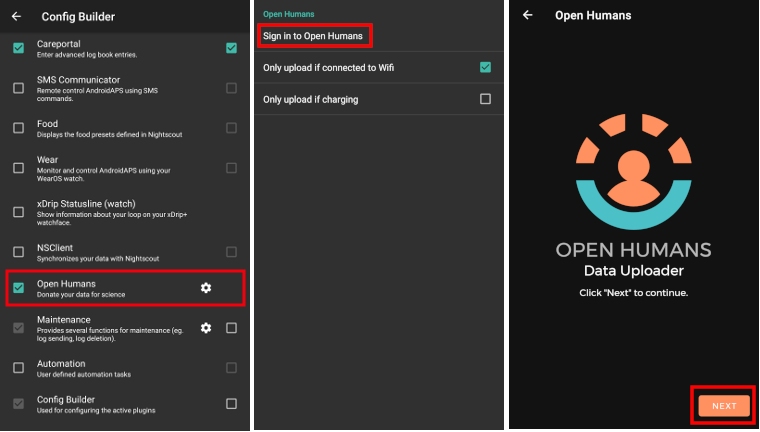 Config Builder
Careportal
Enter advanced log book entries.
SMS Communicator
Remote control AndroidAPS using SMS
commands.
Food
Displays the food presets defined in Nightscout
Wear
Monitor and control AndroidAPS using your
WearOS watch.
xDrip Statusline (watch)
Show information about your loop on your xDrip+
watchface.
NSClient
Synchronizes your data with Nightscout
Open Humans
Donate your data for science
Maintenance
Provides several functions for maintenance (eg.
log sending, log deletion).
Automation
User defined automation tasks
Config Builder
Used for configuring the active plugins
Open Humans
Sign in to Open Humans
Only upload if connected to Wifi
Only upload if charging
Open Humans
OPEN HUMANS
Data Uploader
Click "Next" to continue.
NEXT